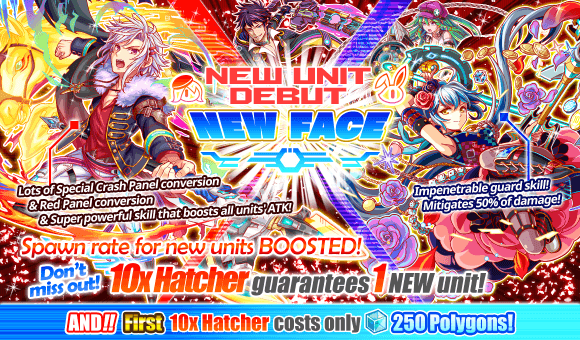 NEW UNIT
DEBUT
NEW FACE
Lots of Special Crash Panel conversion
& Red Panel conversion
& Super powerful skill that boosts all units' ATK!
Impenetrable guard skill!
Mitigates 50% of damage!
Spawn rate for new units BOOSTED!
Don't
miss out!
10x Hatcher guarantees 1 NEW unit!
AND!! First 10x Hatcher costs only 250 Polygons!